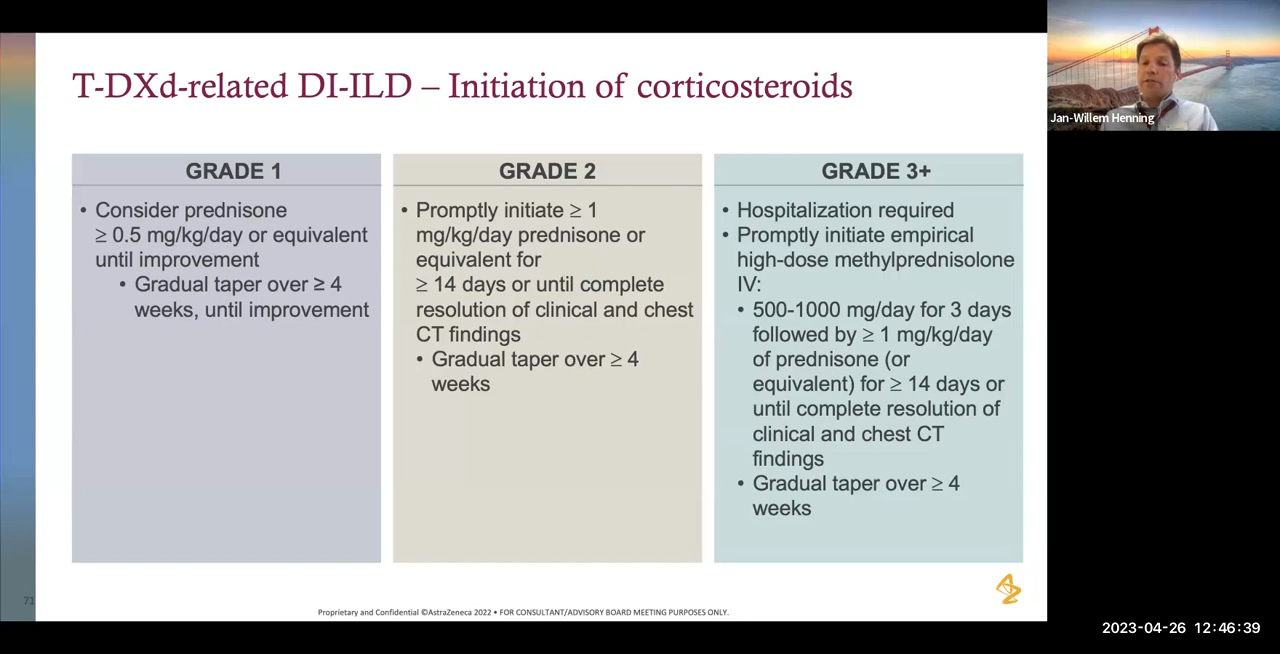 T-DXd-related DI-ILD – Initiation of corticosteroids
Jan-Willem Henning
GRADE 1
• Consider prednisone
≥ 0.5 mg/kg/day or equivalent
until improvement
• Gradual taper over ≥ 4
weeks, until improvement
GRADE 2
• Promptly initiate ≥ 1
mg/kg/day prednisone or
equivalent for
≥ 14 days or until complete
resolution of clinical and chest
CT findings
• Gradual taper over ≥ 4
weeks
GRADE 3+
• Hospitalization required
• Promptly initiate empirical
high-dose methylprednisolone
IV:
• 500-1000 mg/day for 3 days
followed by ≥ 1 mg/kg/day
of prednisone (or
equivalent) for ≥ 14 days or
until complete resolution of
clinical and chest CT
findings
• Gradual taper over ≥ 4
weeks
71
Proprietary and Confidential ©AstraZeneca 2022 • FOR CONSULTANT/ADVISORY BOARD MEETING PURPOSES ONLY.
2023-04-26 12:46:39